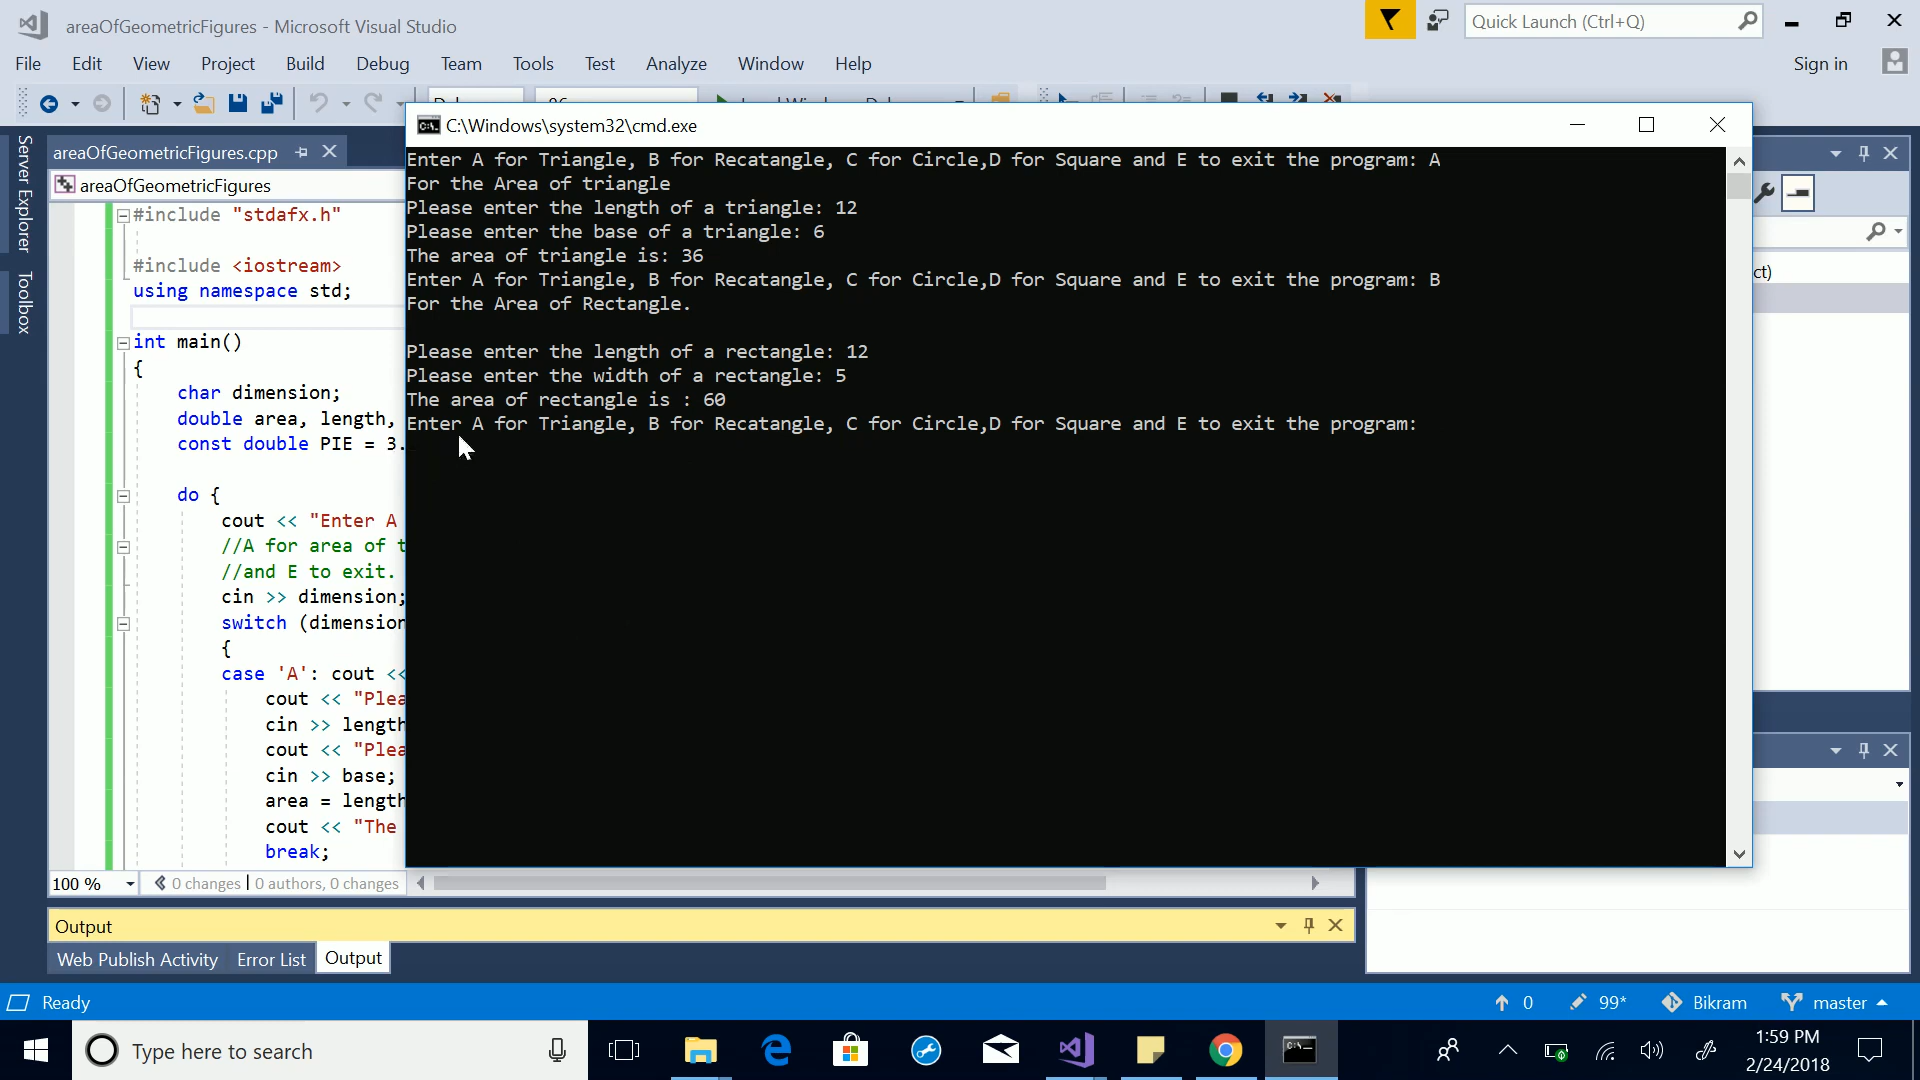 areaOfGeometricFigures - Microsoft Visual Studio
Quick Launch (Ctrl+Q)
File Edit View Project Build Debug Team Tools Test Analyze Window Help
Sign in
C:\Windows\system32\cmd.exe
Server Explorer
Toolbox
areaOfGeometricFigures.cpp
areaOfGeometricFigures
Enter A for Triangle, B for Recatangle, C for Circle,D for Square and E to exit the program: A
For the Area of triangle
Please enter the length of a triangle: 12
Please enter the base of a triangle: 6
The area of triangle is: 36
Enter A for Triangle, B for Recatangle, C for Circle,D for Square and E to exit the program: B
For the Area of Rectangle.
Please enter the length of a rectangle: 12
Please enter the width of a rectangle: 5
The area of rectangle is : 60
Enter A for Triangle, B for Recatangle, C for Circle,D for Square and E to exit the program:
#include "stdafx.h"
#include <iostream>
using namespace std;
int main()
{
char dimension;
double area, length,
const double PIE = 3.
do {
cout << "Enter A
//A for area of t
//and E to exit.
cin >> dimension;
switch (dimension
{
case 'A': cout <<
cout << "Plea
cin >> length
cout << "Plea
cin >> base;
area = length
cout << "The
break;
ct)
100 %
0 changes | 0 authors, 0 changes
Output
Web Publish Activity Error List Output
Ready
0 99* Bikram master
Type here to search
1:59 PM
2/24/2018